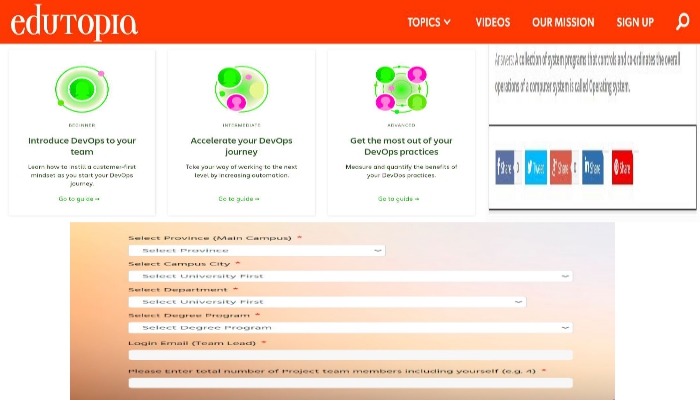 edutopia
TOPICS VIDEOS OUR MISSION SIGN UP
BEGINNER
Introduce DevOps to your
team
Learn how to instill a customer-first
mindset as you start your DevOps
journey.
Go to guide →
INTERMEDIATE
Accelerate your DevOps
journey
Take your way of working to the next
level by increasing automation.
Go to guide →
ADVANCED
Get the most out of your
DevOps practices
Measure and quantify the benefits of
your DevOps practices.
Go to guide →
Answers: A collection of system programs that controls and co-ordinates the overall
operations of a computer system is called Operating system.
Share 0 Tweet Share 0 Share Share
Select Province (Main Campus) *
Select Province
Select Campus City *
Select University First
Select Department *
Select University First
Select Degree Program *
Select Degree Program
Login Email (Team Lead) *
Please Enter total number of Project team members including yourself (e.g. 4) *